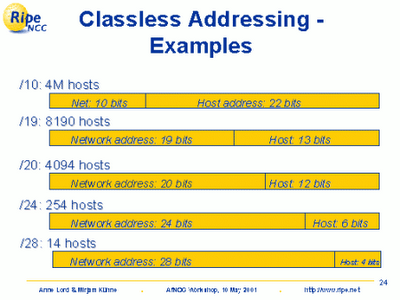 Ripe
NCC
Classless Addressing -
Examples
/10: 4M hosts
Net: 10 bits Host address: 22 bits
/19: 8190 hosts
Network address: 19 bits Host: 13 bits
/20: 4094 hosts
Network address: 20 bits Host: 12 bits
/24: 254 hosts
Network address: 24 bits Host: 6 bits
/28: 14 hosts
Network address: 28 bits Host: 4 bits
24
Anne Lord & Mirjam Kühne . AfNOG Workshop, 10 May 2001 . http://www.ripe.net